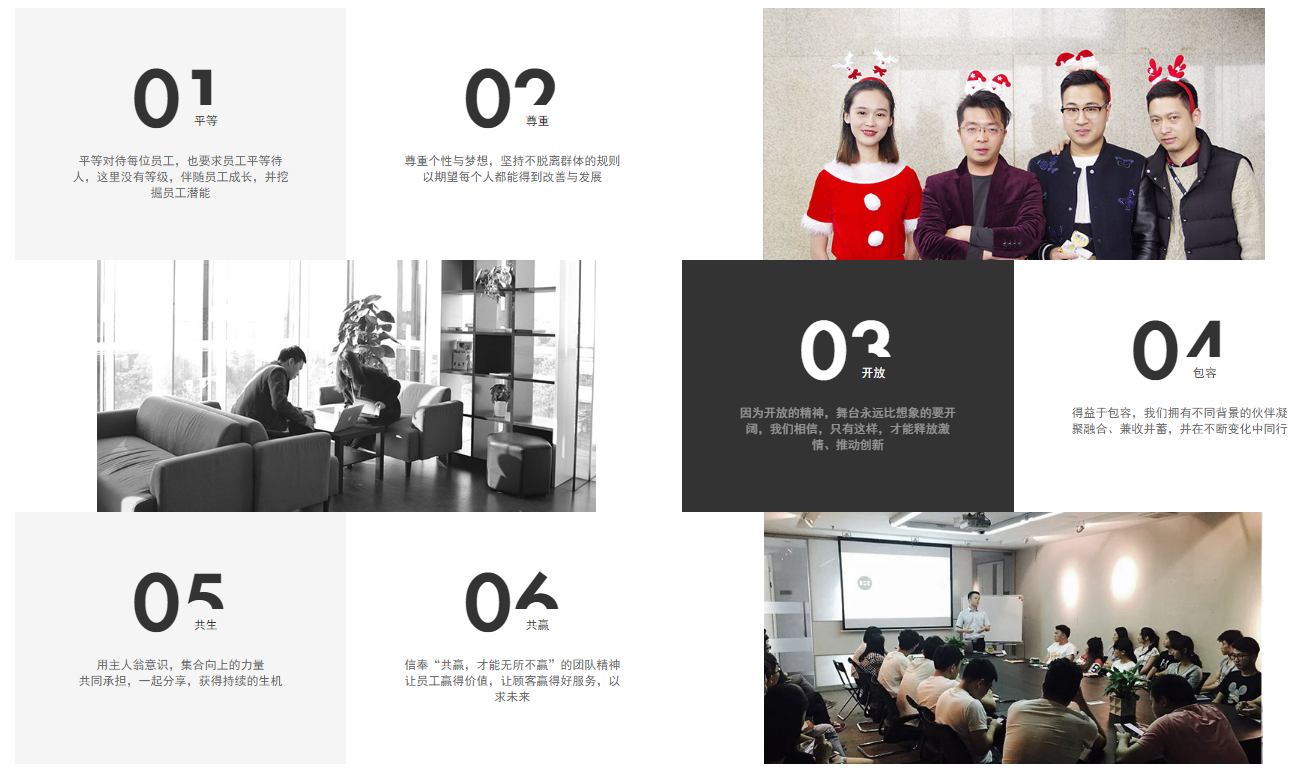 01
平等
平等对待每位员工，也要求员工平等待
人，这里没有等级，伴随员工成长，并挖
掘员工潜能
02
尊重
尊重个性与梦想，坚持不脱离群体的规则
以期望每个人都能得到改善与发展
03
开放
因为开放的精神，舞台永远比想象的要开
阔，我们相信，只有这样，才能释放激
情、推动创新
04
包容
得益于包容，我们拥有不同背景的伙伴凝
聚融合、兼收并蓄，并在不断变化中同行
05
共生
用主人翁意识，集合向上的力量
共同承担，一起分享，获得持续的生机
06
共赢
信奉“共赢，才能无所不赢”的团队精神
让员工赢得价值，让顾客赢得好服务，以
求未来